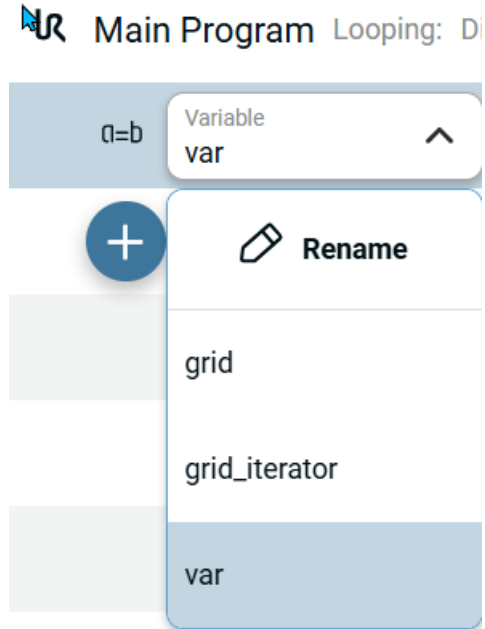 UR Main Program Looping: Di
a=b Variable
var
+
Rename
grid
grid_iterator
var